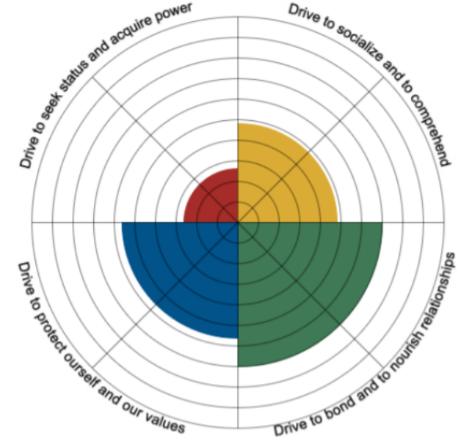 Drive to seek status and acquire power
Drive to socialize and to comprehend
Drive to protect ourself and our values
Drive to bond and to nourish relationships